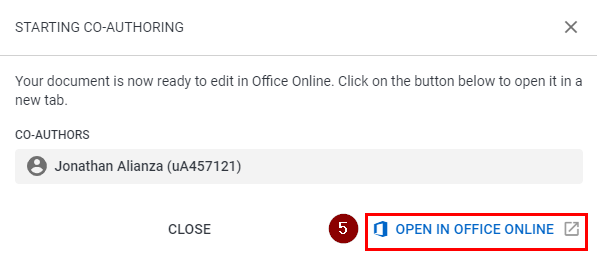 STARTING CO-AUTHORING
Your document is now ready to edit in Office Online. Click on the button below to open it in a
new tab.
CO-AUTHORS
Jonathan Alianza (uA457121)
CLOSE
5
OPEN IN OFFICE ONLINE